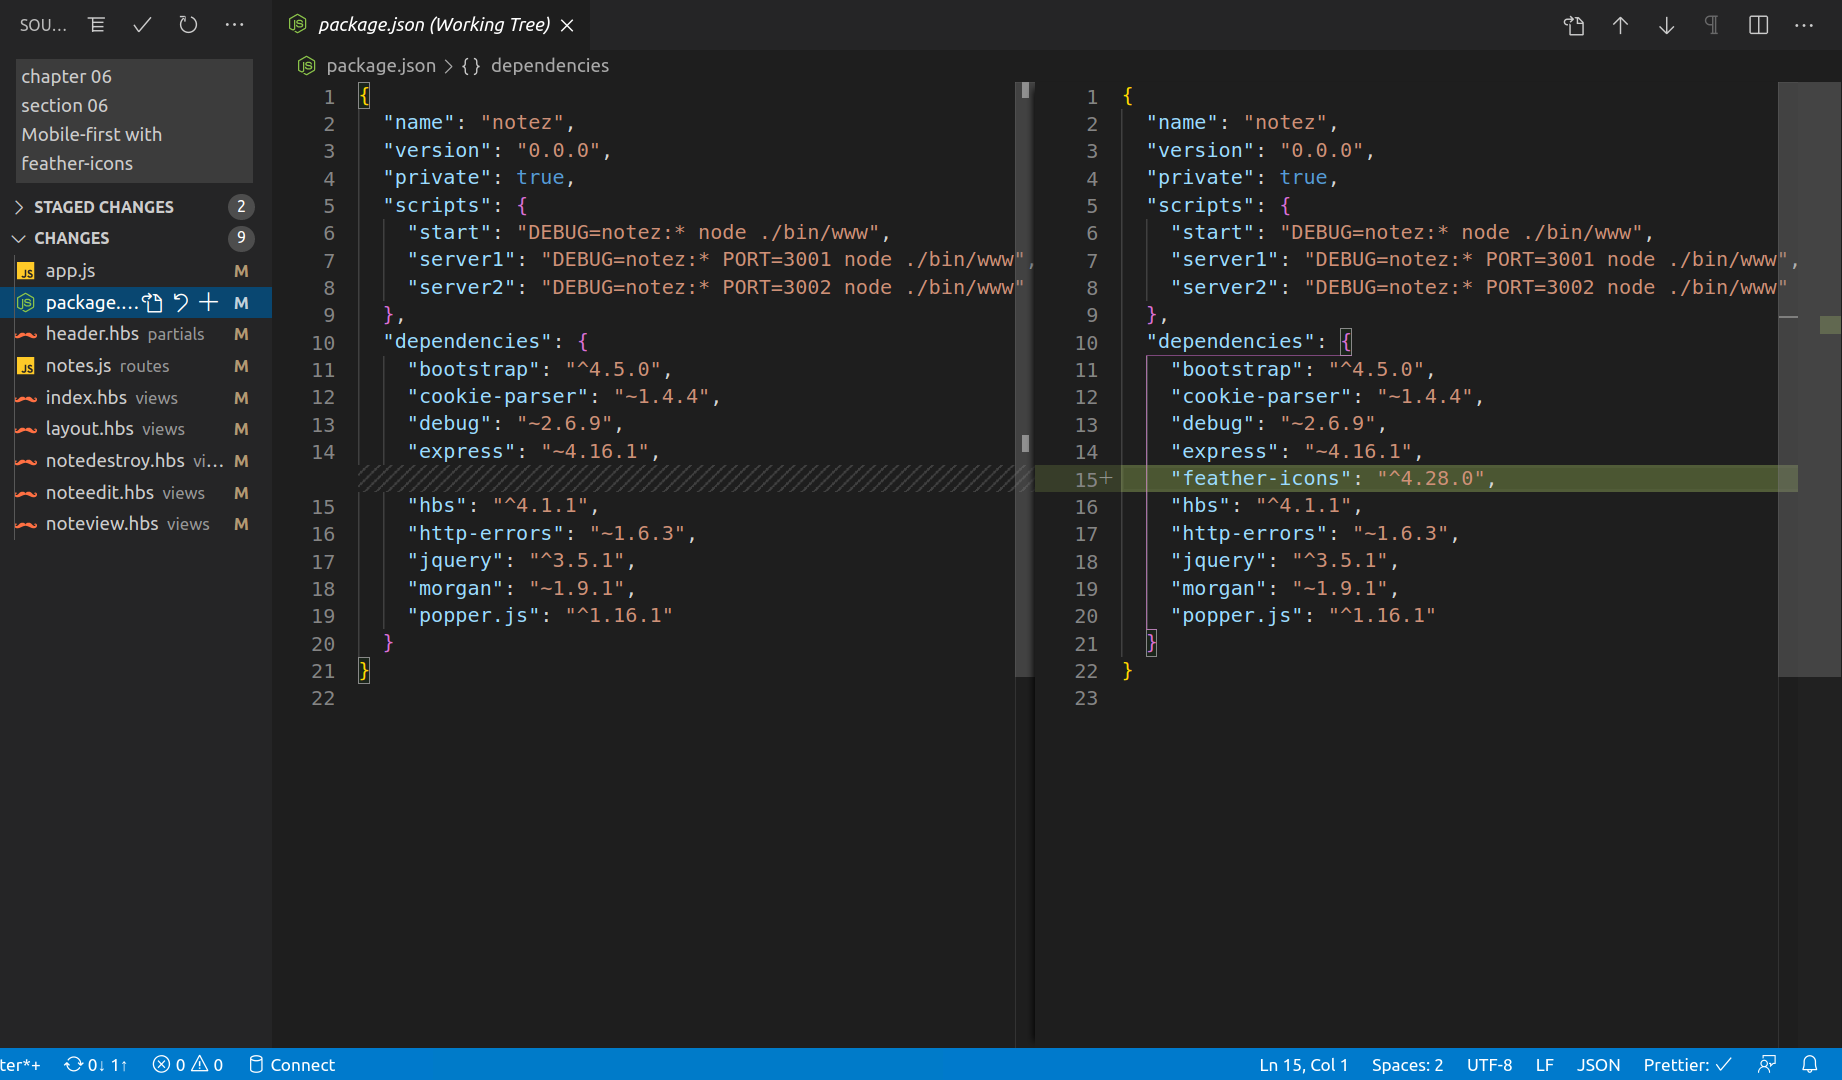 SOU...
chapter 06
section 06
Mobile-first with
feather-icons
STAGED CHANGES 2
CHANGES 9
JS app.js M
package.... M
header.hbs partials M
JS notes.js routes M
index.hbs views M
layout.hbs views M
notedestroy.hbs vi... M
noteedit.hbs views M
noteview.hbs views M
package.json (Working Tree)
package.json > {} dependencies
1 {
2 "name": "notez",
3 "version": "0.0.0",
4 "private": true,
5 "scripts": {
6 "start": "DEBUG=notez:* node ./bin/www",
7 "server1": "DEBUG=notez:* PORT=3001 node ./bin/www",
8 "server2": "DEBUG=notez:* PORT=3002 node ./bin/www"
9 },
10 "dependencies": {
11 "bootstrap": "^4.5.0",
12 "cookie-parser": "~1.4.4",
13 "debug": "~2.6.9",
14 "express": "~4.16.1",
15 "hbs": "^4.1.1",
16 "http-errors": "~1.6.3",
17 "jquery": "^3.5.1",
18 "morgan": "~1.9.1",
19 "popper.js": "^1.16.1"
20 }
21 }
22
1 {
2 "name": "notez",
3 "version": "0.0.0",
4 "private": true,
5 "scripts": {
6 "start": "DEBUG=notez:* node ./bin/www",
7 "server1": "DEBUG=notez:* PORT=3001 node ./bin/www",
8 "server2": "DEBUG=notez:* PORT=3002 node ./bin/www"
9 },
10 "dependencies": {
11 "bootstrap": "^4.5.0",
12 "cookie-parser": "~1.4.4",
13 "debug": "~2.6.9",
14 "express": "~4.16.1",
15+ "feather-icons": "^4.28.0",
16 "hbs": "^4.1.1",
17 "http-errors": "~1.6.3",
18 "jquery": "^3.5.1",
19 "morgan": "~1.9.1",
20 "popper.js": "^1.16.1"
21 }
22 }
23
ter*+ 0↓ 1↑ 0 0 Connect Ln 15, Col 1 Spaces: 2 UTF-8 LF JSON Prettier: ✓